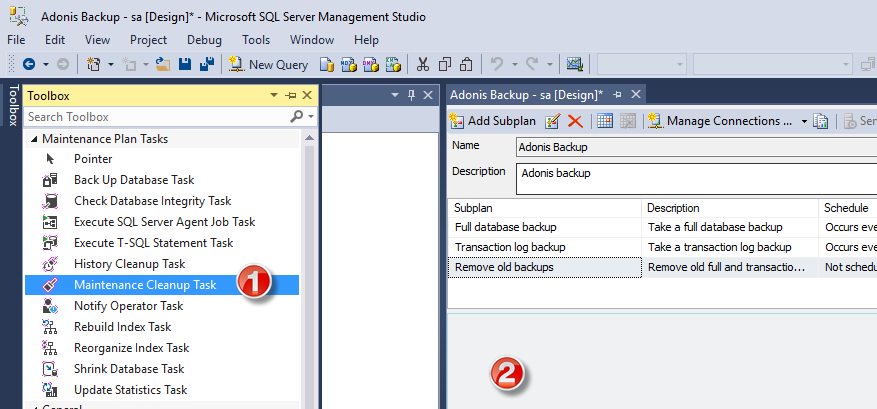 Adonis Backup - sa [Design]* - Microsoft SQL Server Management Studio
File Edit View Project Debug Tools Window Help
New Query
Toolbox
Toolbox
Search Toolbox
Maintenance Plan Tasks
Pointer
Back Up Database Task
Check Database Integrity Task
Execute SQL Server Agent Job Task
Execute T-SQL Statement Task
History Cleanup Task
Maintenance Cleanup Task
1
Notify Operator Task
Rebuild Index Task
Reorganize Index Task
Shrink Database Task
Update Statistics Task
General
Adonis Backup - sa [Design]*
Add Subplan Manage Connections ... Ser
Name Adonis Backup
Description Adonis backup
Subplan Description Schedule
Full database backup Take a full database backup Occurs eve
Transaction log backup Take a transaction log backup Occurs eve
Remove old backups Remove old full and transactio... Not schedu
2